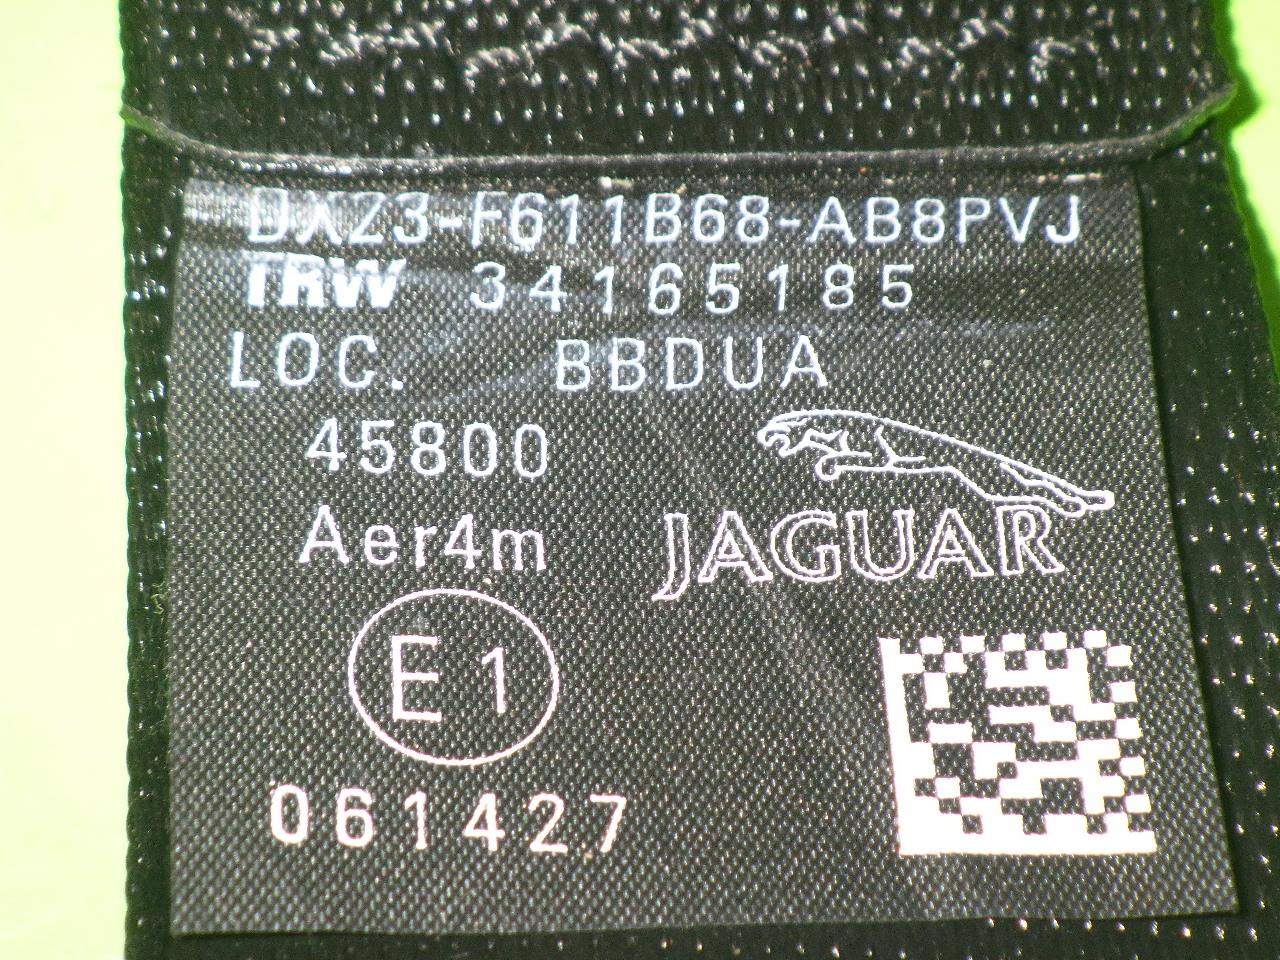 DX23-F611B68-AB8PVJ
TRW 34165185
LOC. BBDUA
45800
Aer4m
JAGUAR
E1
061427